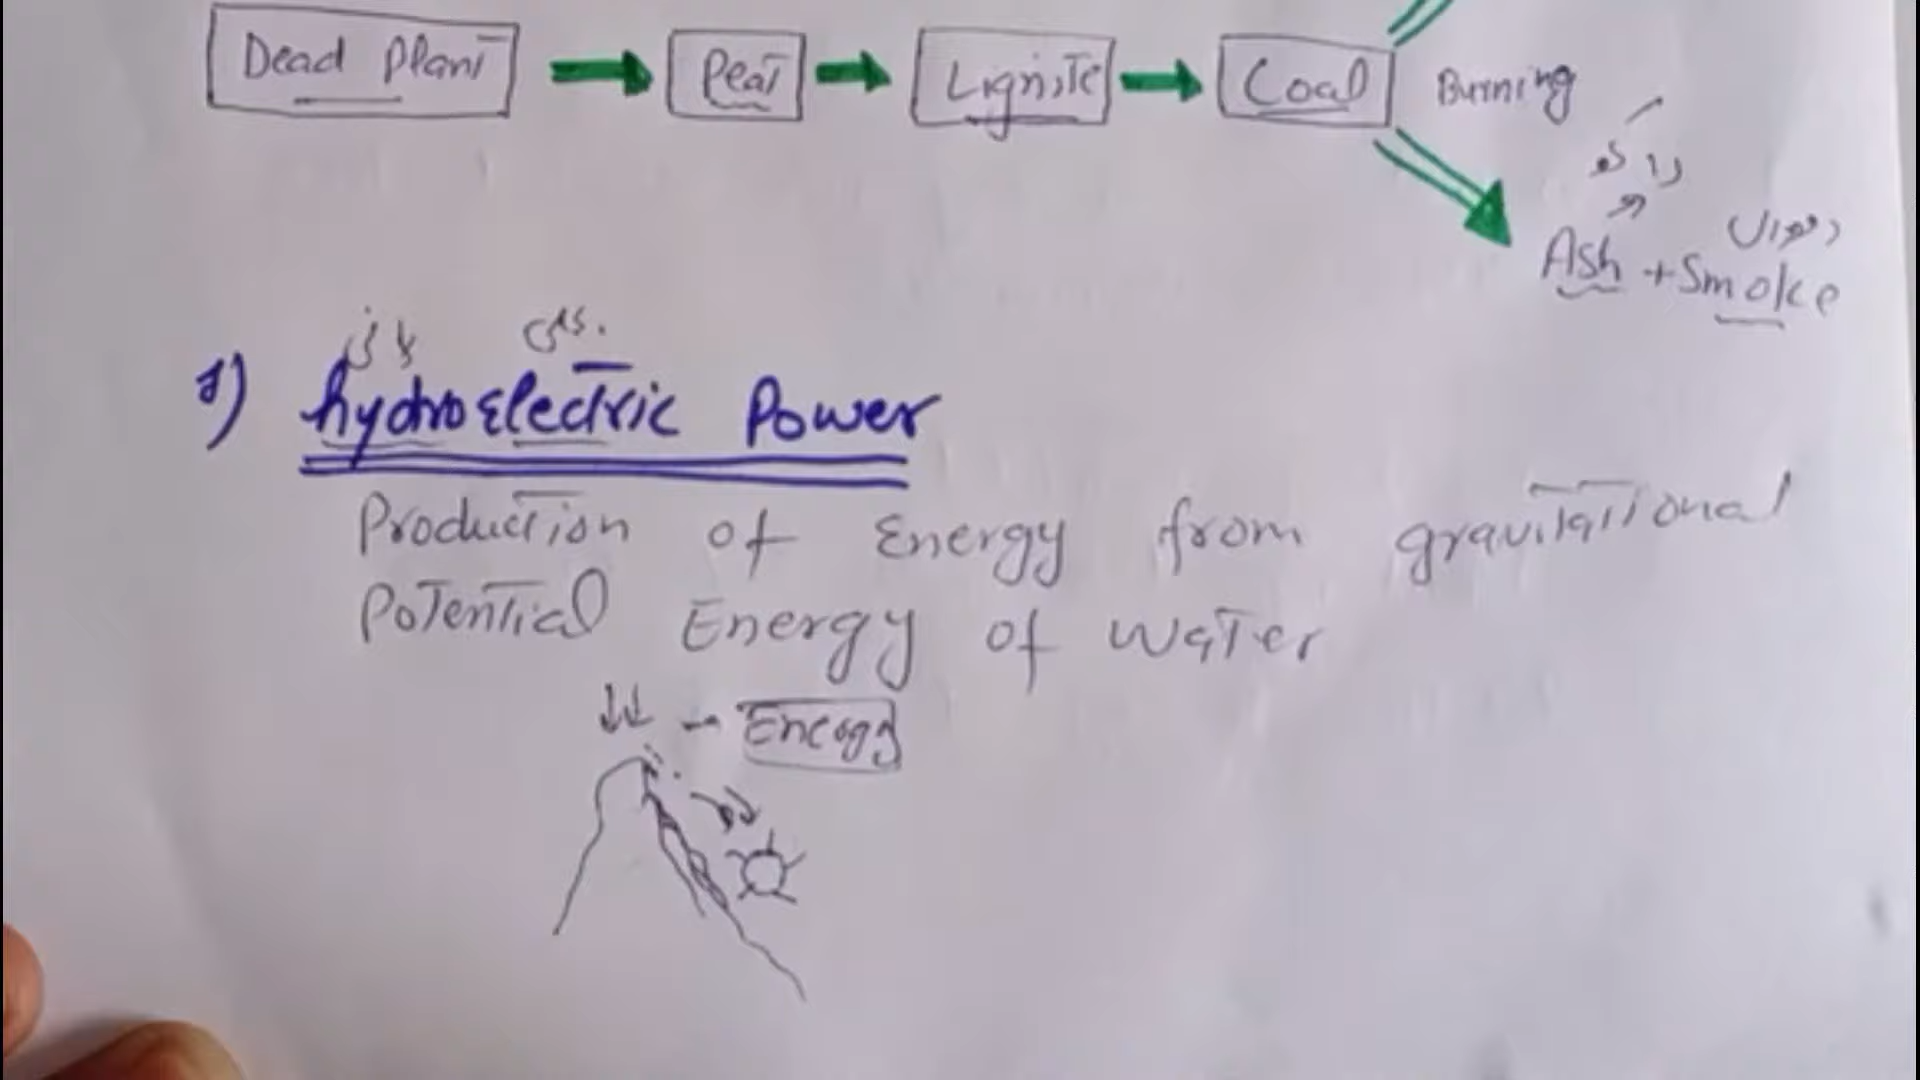 Dead Plant Peat Lignite Coal Burning
Ash + Smoke
دھواں
hydroelectric Power
Production of Energy from gravitational
Potential Energy of water
Energy